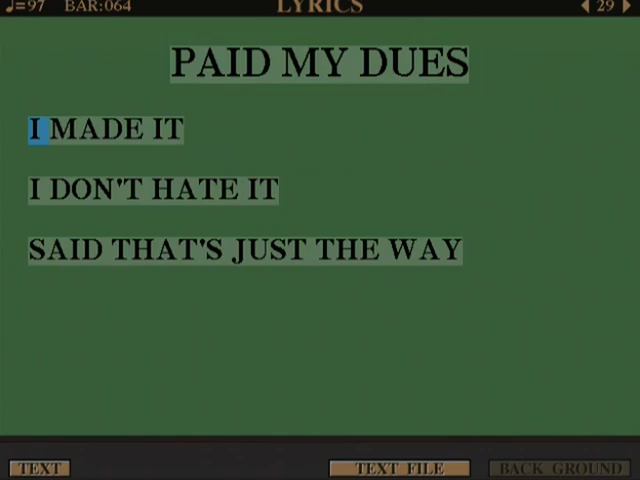 ♩=97 BAR:064 LYRICS ◀ 29 ▶
PAID MY DUES
I MADE IT
I DON'T HATE IT
SAID THAT'S JUST THE WAY
TEXT TEXT FILE BACK GROUND